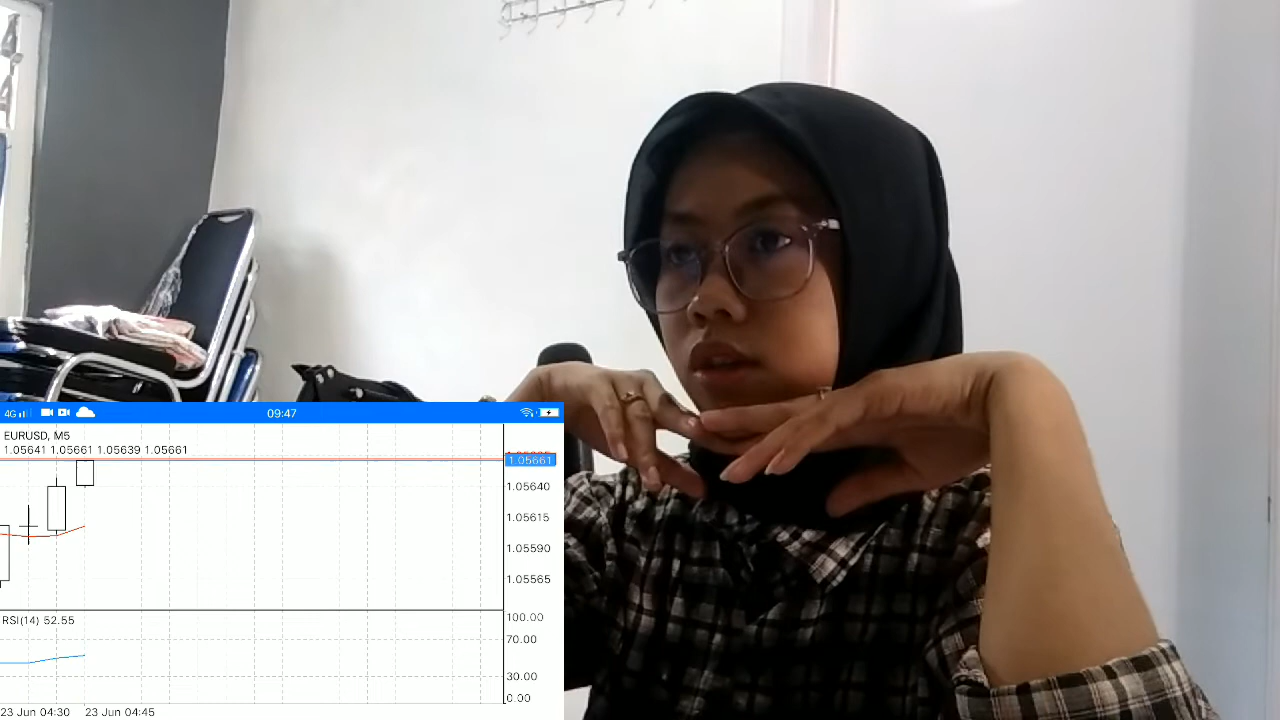 4G 09:47
EURUSD, M5
1.05641 1.05661 1.05639 1.05661
1.05661
1.05640
1.05615
1.05590
1.05565
RSI(14) 52.55
100.00
70.00
30.00
0.00
23 Jun 04:30 23 Jun 04:45